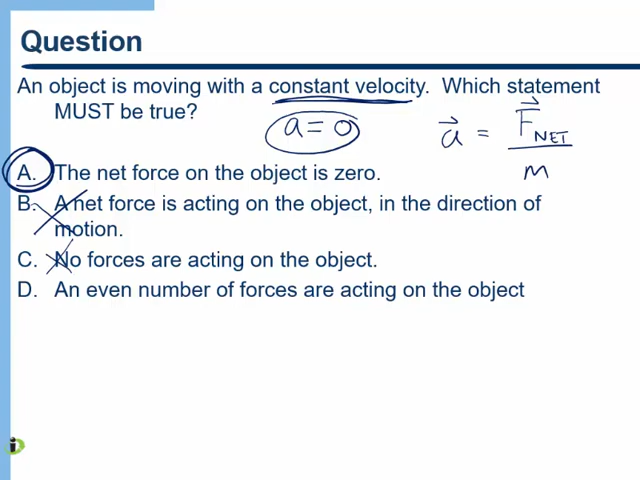 Question
An object is moving with a constant velocity. Which statement
MUST be true?
a = 0
a = F NET
m
A. The net force on the object is zero.
B. A net force is acting on the object, in the direction of
motion.
C. No forces are acting on the object.
D. An even number of forces are acting on the object